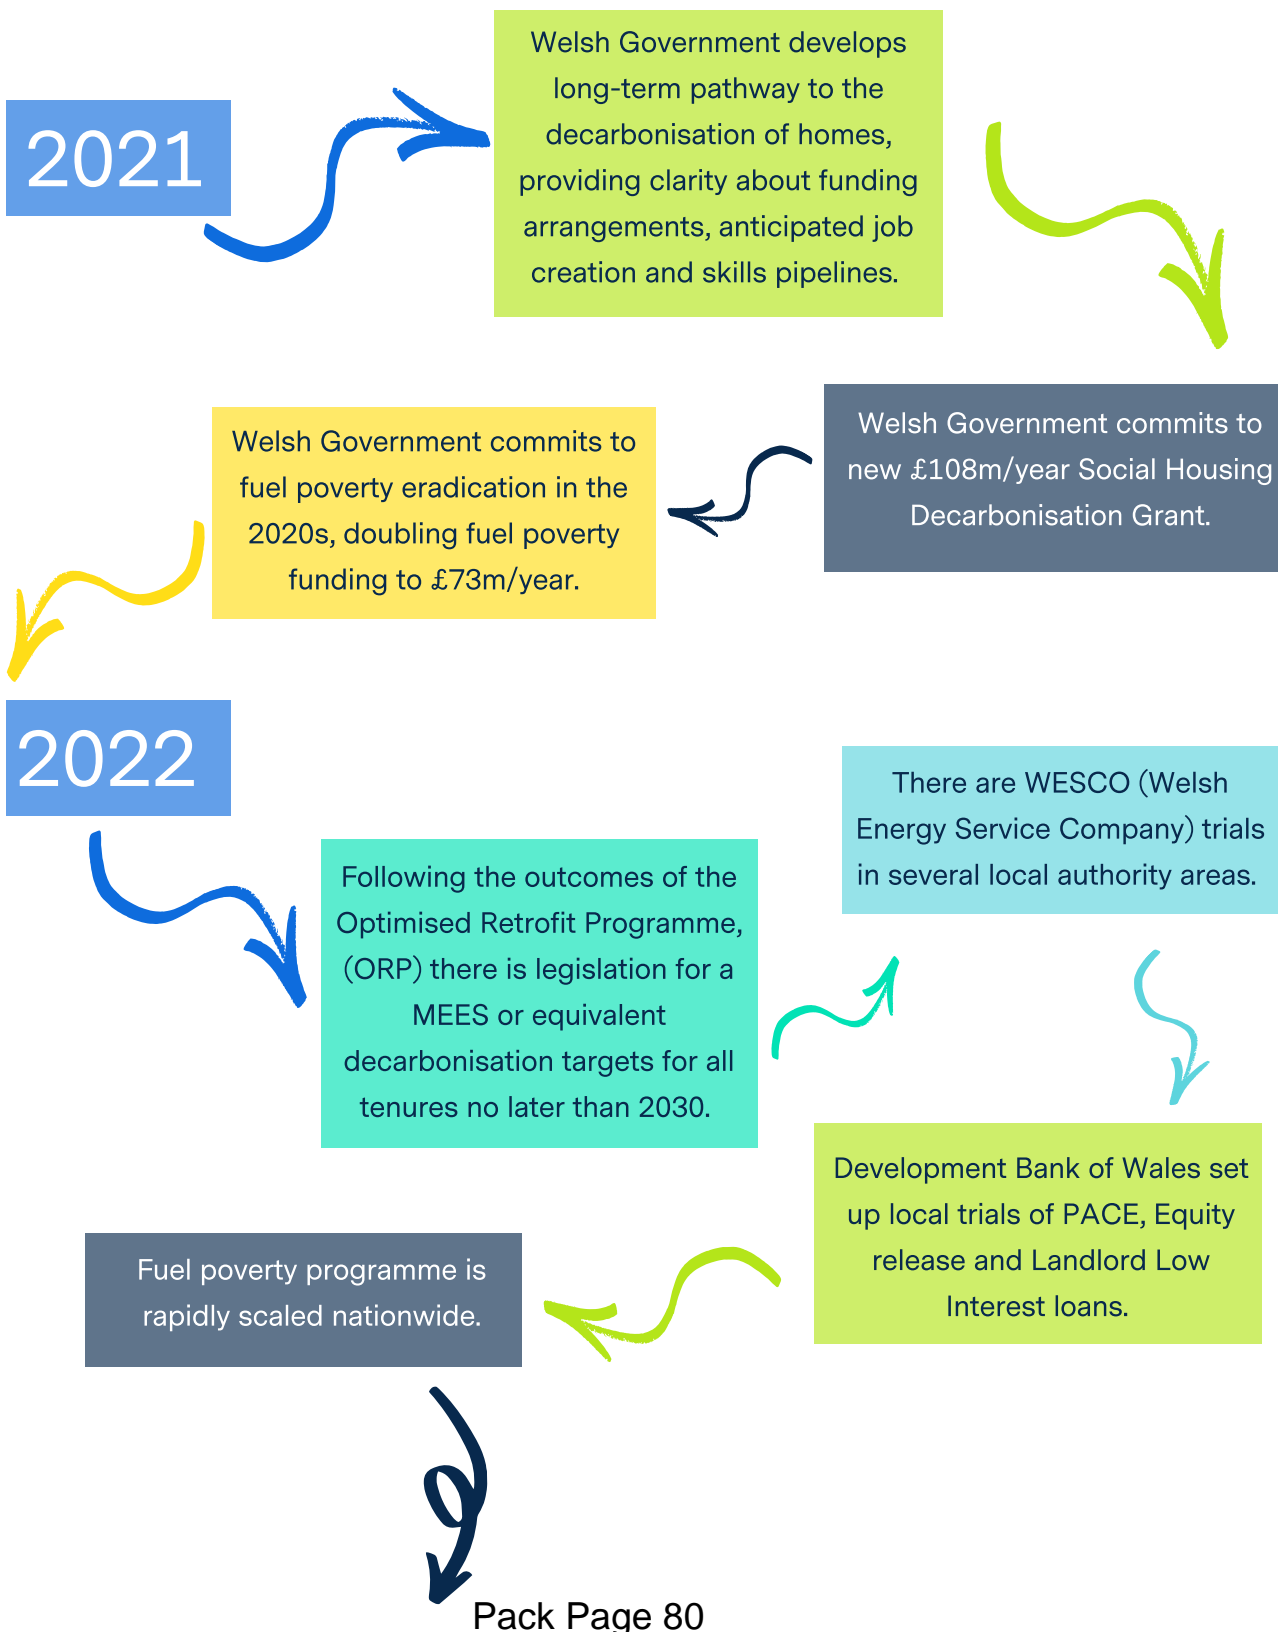 2021
Welsh Government develops
long-term pathway to the
decarbonisation of homes,
providing clarity about funding
arrangements, anticipated job
creation and skills pipelines.
Welsh Government commits to
new £108m/year Social Housing
Decarbonisation Grant.
Welsh Government commits to
fuel poverty eradication in the
2020s, doubling fuel poverty
funding to £73m/year.
2022
Following the outcomes of the
Optimised Retrofit Programme,
(ORP) there is legislation for a
MEES or equivalent
decarbonisation targets for all
tenures no later than 2030.
There are WESCO (Welsh
Energy Service Company) trials
in several local authority areas.
Development Bank of Wales set
up local trials of PACE, Equity
release and Landlord Low
Interest loans.
Fuel poverty programme is
rapidly scaled nationwide.
Pack Page 80